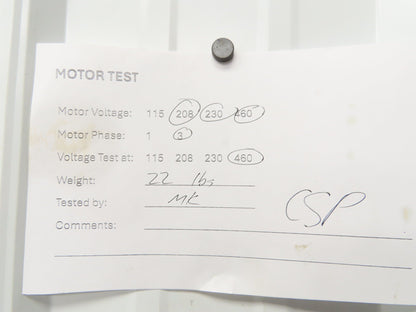 MOTOR TEST
Motor Voltage: 115 208 230 460
Motor Phase: 1 3
Voltage Test at: 115 208 230 460
Weight: 22 lbs
Tested by: MK
CSP
Comments: